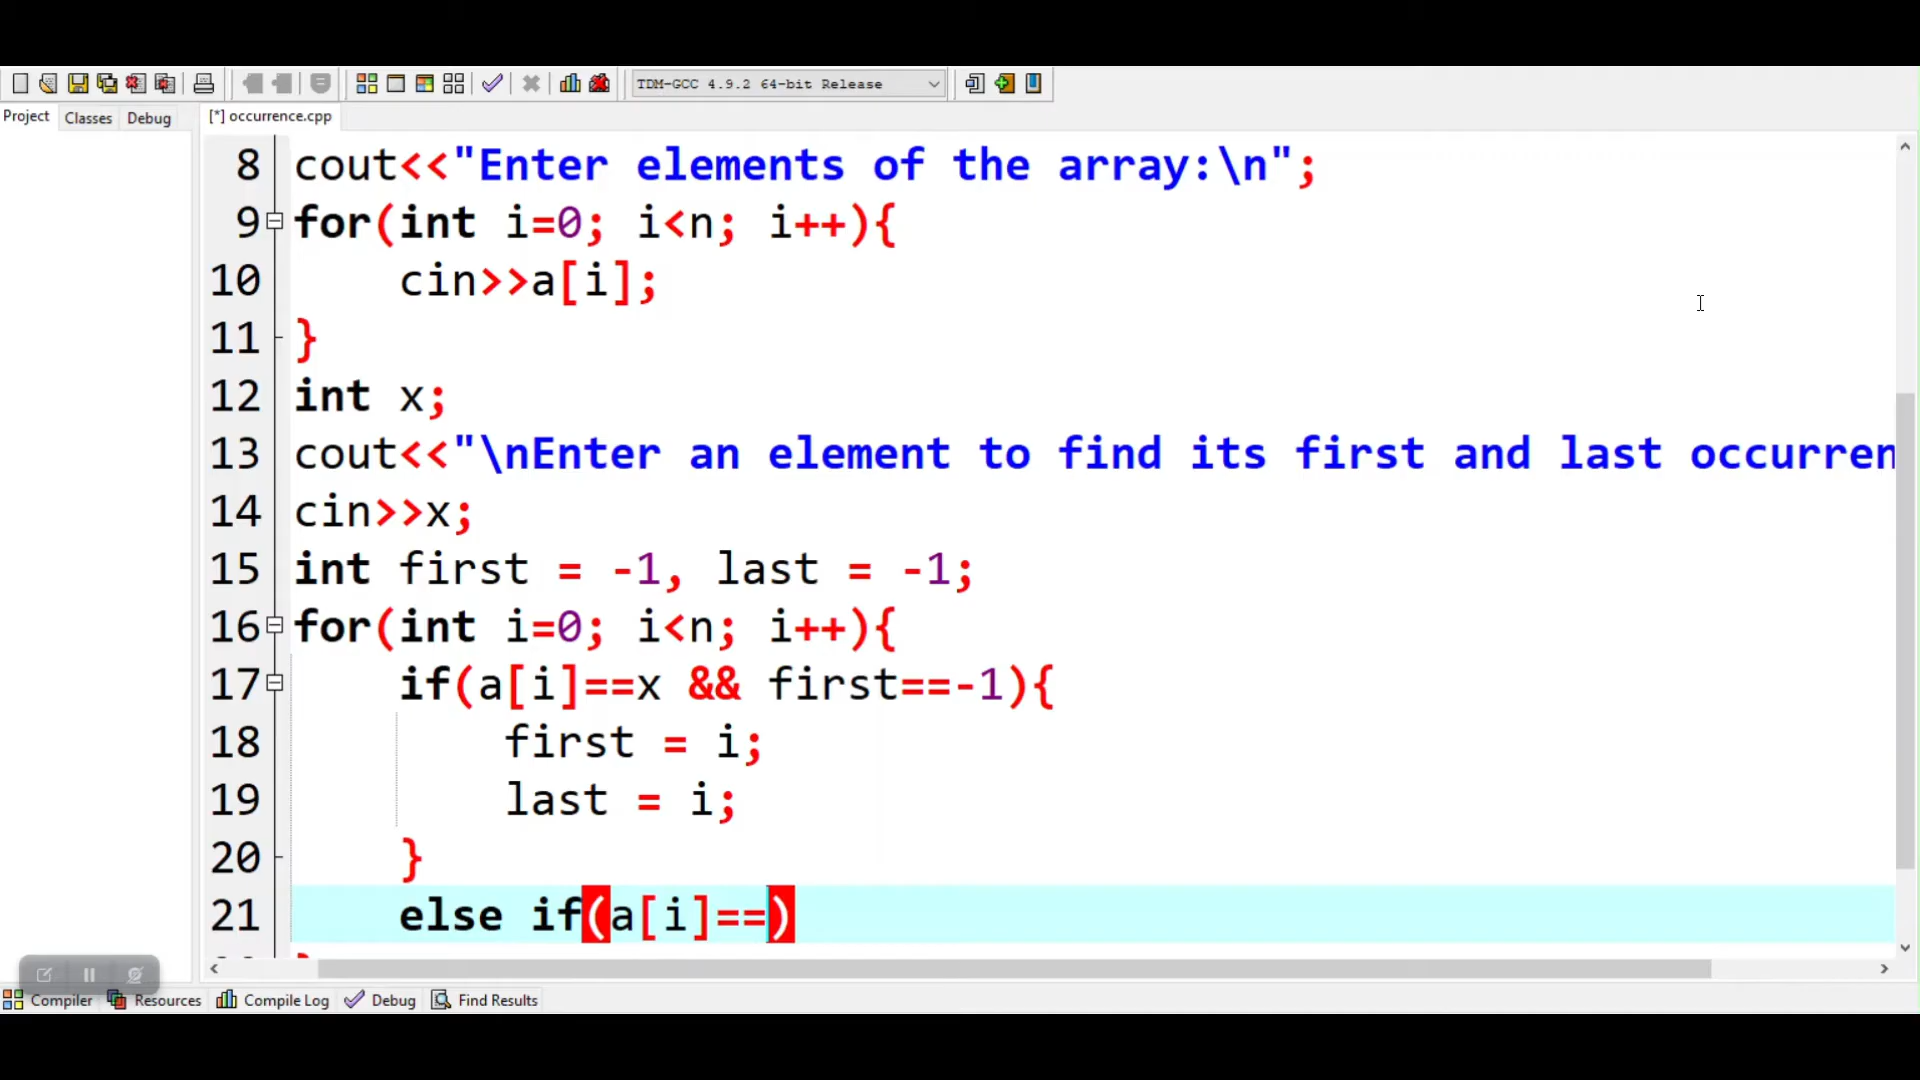 TDM-GCC 4.9.2 64-bit Release
Project Classes Debug
[*] occurrence.cpp
8 cout<<"Enter elements of the array:\n";
9 for(int i=0; i<n; i++){
10 cin>>a[i];
11 }
12 int x;
13 cout<<"\nEnter an element to find its first and last occurren
14 cin>>x;
15 int first = -1, last = -1;
16 for(int i=0; i<n; i++){
17 if(a[i]==x && first==-1){
18 first = i;
19 last = i;
20 }
21 else if(a[i]==)
Compiler Resources Compile Log Debug Find Results